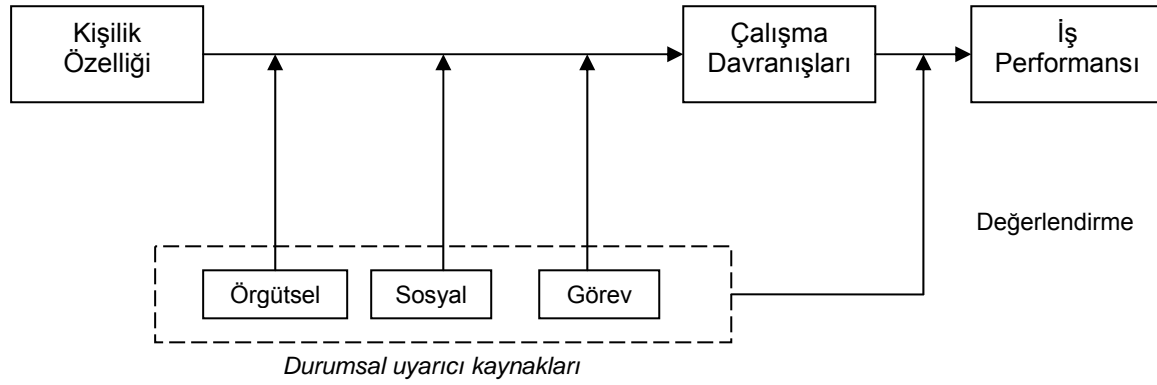 Kişilik
Özelliği
Çalışma
Davranışları
İş
Performansı
Değerlendirme
Örgütsel
Sosyal
Görev
Durumsal uyarıcı kaynakları